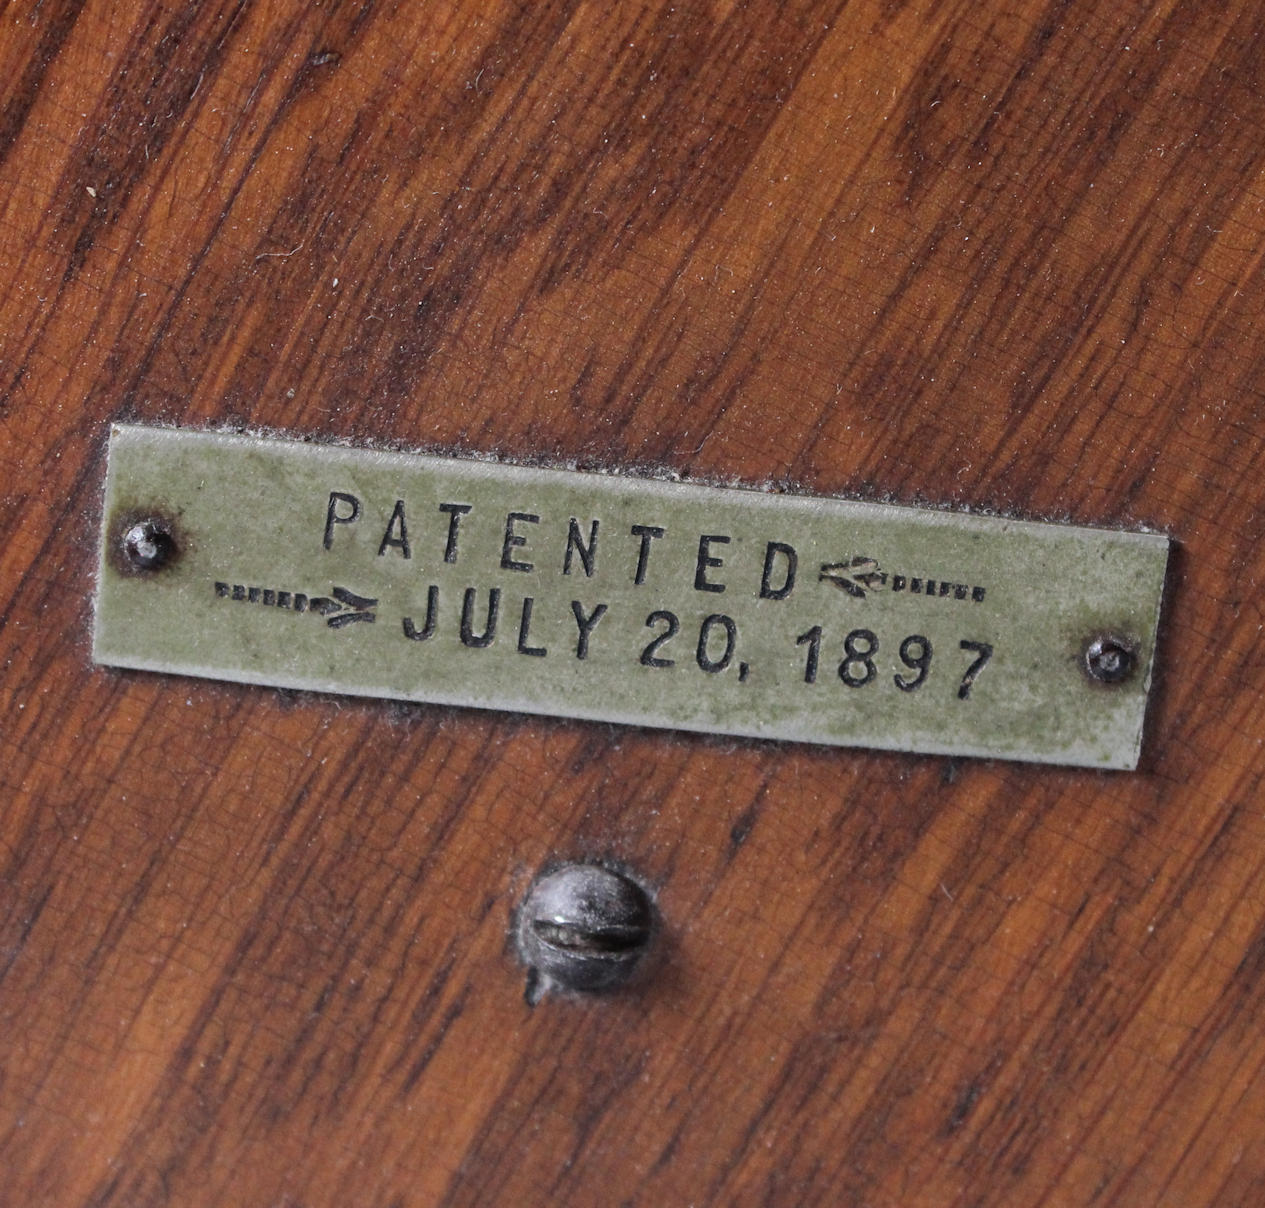 PATENTED
JULY 20, 1897